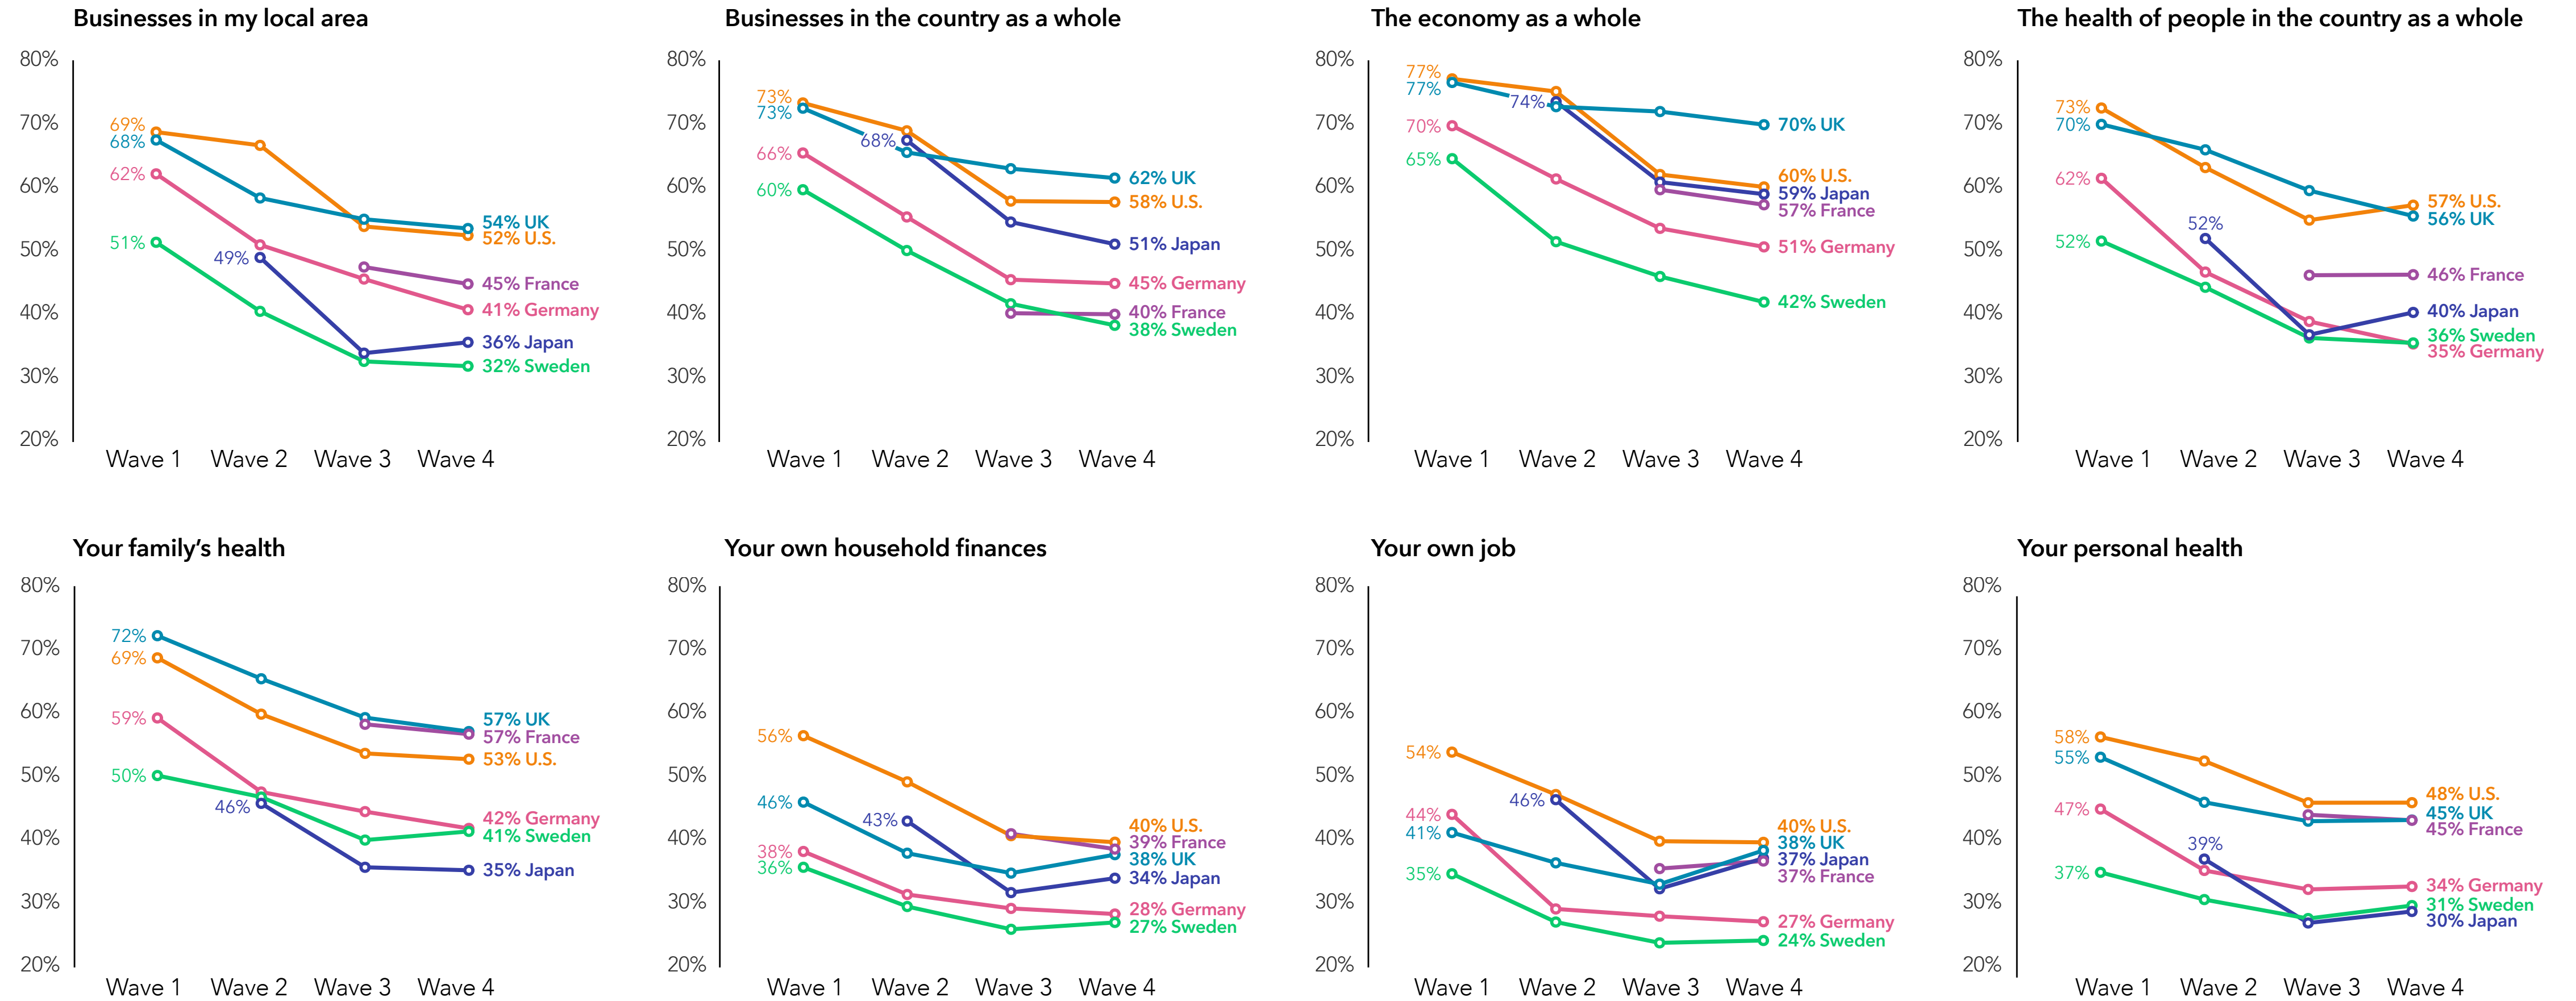 Businesses in my local area
80%
70%
60%
50%
40%
30%
20%
69%
68%
62%
51%
49%
54% UK
52% U.S.
45% France
41% Germany
36% Japan
32% Sweden
Wave 1 Wave 2 Wave 3 Wave 4
Businesses in the country as a whole
80%
70%
60%
50%
40%
30%
20%
73%
73%
66%
60%
68%
62% UK
58% U.S.
51% Japan
45% Germany
40% France
38% Sweden
Wave 1 Wave 2 Wave 3 Wave 4
The economy as a whole
80%
70%
60%
50%
40%
30%
20%
77%
77%
70%
65%
74%
70% UK
60% U.S.
59% Japan
57% France
51% Germany
42% Sweden
Wave 1 Wave 2 Wave 3 Wave 4
The health of people in the country as a whole
80%
70%
60%
50%
40%
30%
20%
73%
70%
62%
52%
52%
57% U.S.
56% UK
46% France
40% Japan
36% Sweden
35% Germany
Wave 1 Wave 2 Wave 3 Wave 4
Your family’s health
80%
70%
60%
50%
40%
30%
20%
72%
69%
59%
50%
46%
57% UK
57% France
53% U.S.
42% Germany
41% Sweden
35% Japan
Wave 1 Wave 2 Wave 3 Wave 4
Your own household finances
80%
70%
60%
50%
40%
30%
20%
56%
46%
38%
36%
43%
40% U.S.
39% France
38% UK
34% Japan
28% Germany
27% Sweden
Wave 1 Wave 2 Wave 3 Wave 4
Your own job
80%
70%
60%
50%
40%
30%
20%
54%
44%
41%
35%
46%
40% U.S.
38% UK
37% Japan
37% France
27% Germany
24% Sweden
Wave 1 Wave 2 Wave 3 Wave 4
Your personal health
80%
70%
60%
50%
40%
30%
20%
58%
55%
47%
37%
39%
48% U.S.
45% UK
45% France
34% Germany
31% Sweden
30% Japan
Wave 1 Wave 2 Wave 3 Wave 4